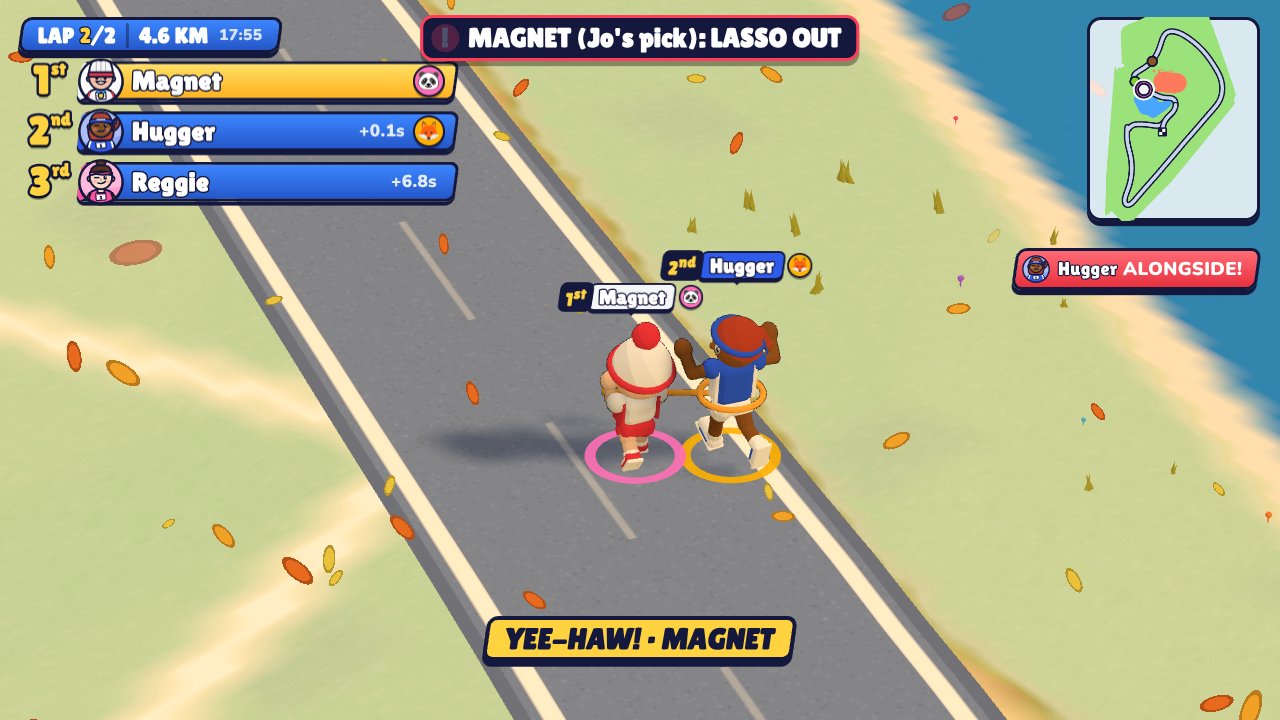 LAP 2/2 4.6 KM 17:55
MAGNET (Jo's pick): LASSO OUT
1st Magnet
2nd Hugger +0.1s
3rd Reggie +6.8s
Hugger ALONGSIDE!
2nd Hugger
1st Magnet
YEE-HAW! · MAGNET